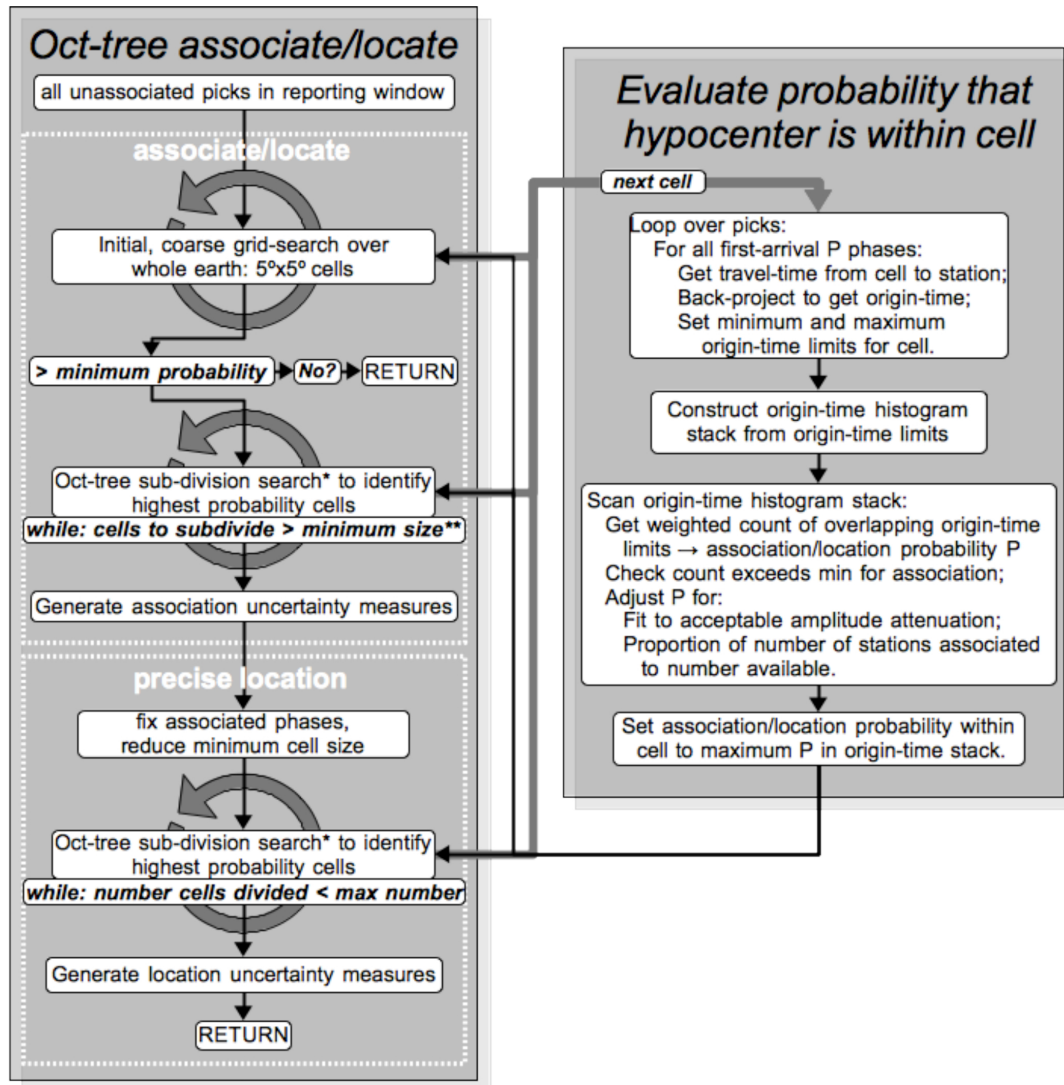 Oct-tree associate/locate
all unassociated picks in reporting window
associate/locate
Initial, coarse grid-search over
whole earth: 5ºx5º cells
> minimum probability
No?
RETURN
Oct-tree sub-division search* to identify
highest probability cells
while: cells to subdivide > minimum size**
Generate association uncertainty measures
precise location
fix associated phases,
reduce minimum cell size
Oct-tree sub-division search* to identify
highest probability cells
while: number cells divided < max number
Generate location uncertainty measures
RETURN
Evaluate probability that
hypocenter is within cell
next cell
Loop over picks:
For all first-arrival P phases:
Get travel-time from cell to station;
Back-project to get origin-time;
Set minimum and maximum
origin-time limits for cell.
Construct origin-time histogram
stack from origin-time limits
Scan origin-time histogram stack:
Get weighted count of overlapping origin-time
limits → association/location probability P
Check count exceeds min for association;
Adjust P for:
Fit to acceptable amplitude attenuation;
Proportion of number of stations associated
to number available.
Set association/location probability within
cell to maximum P in origin-time stack.